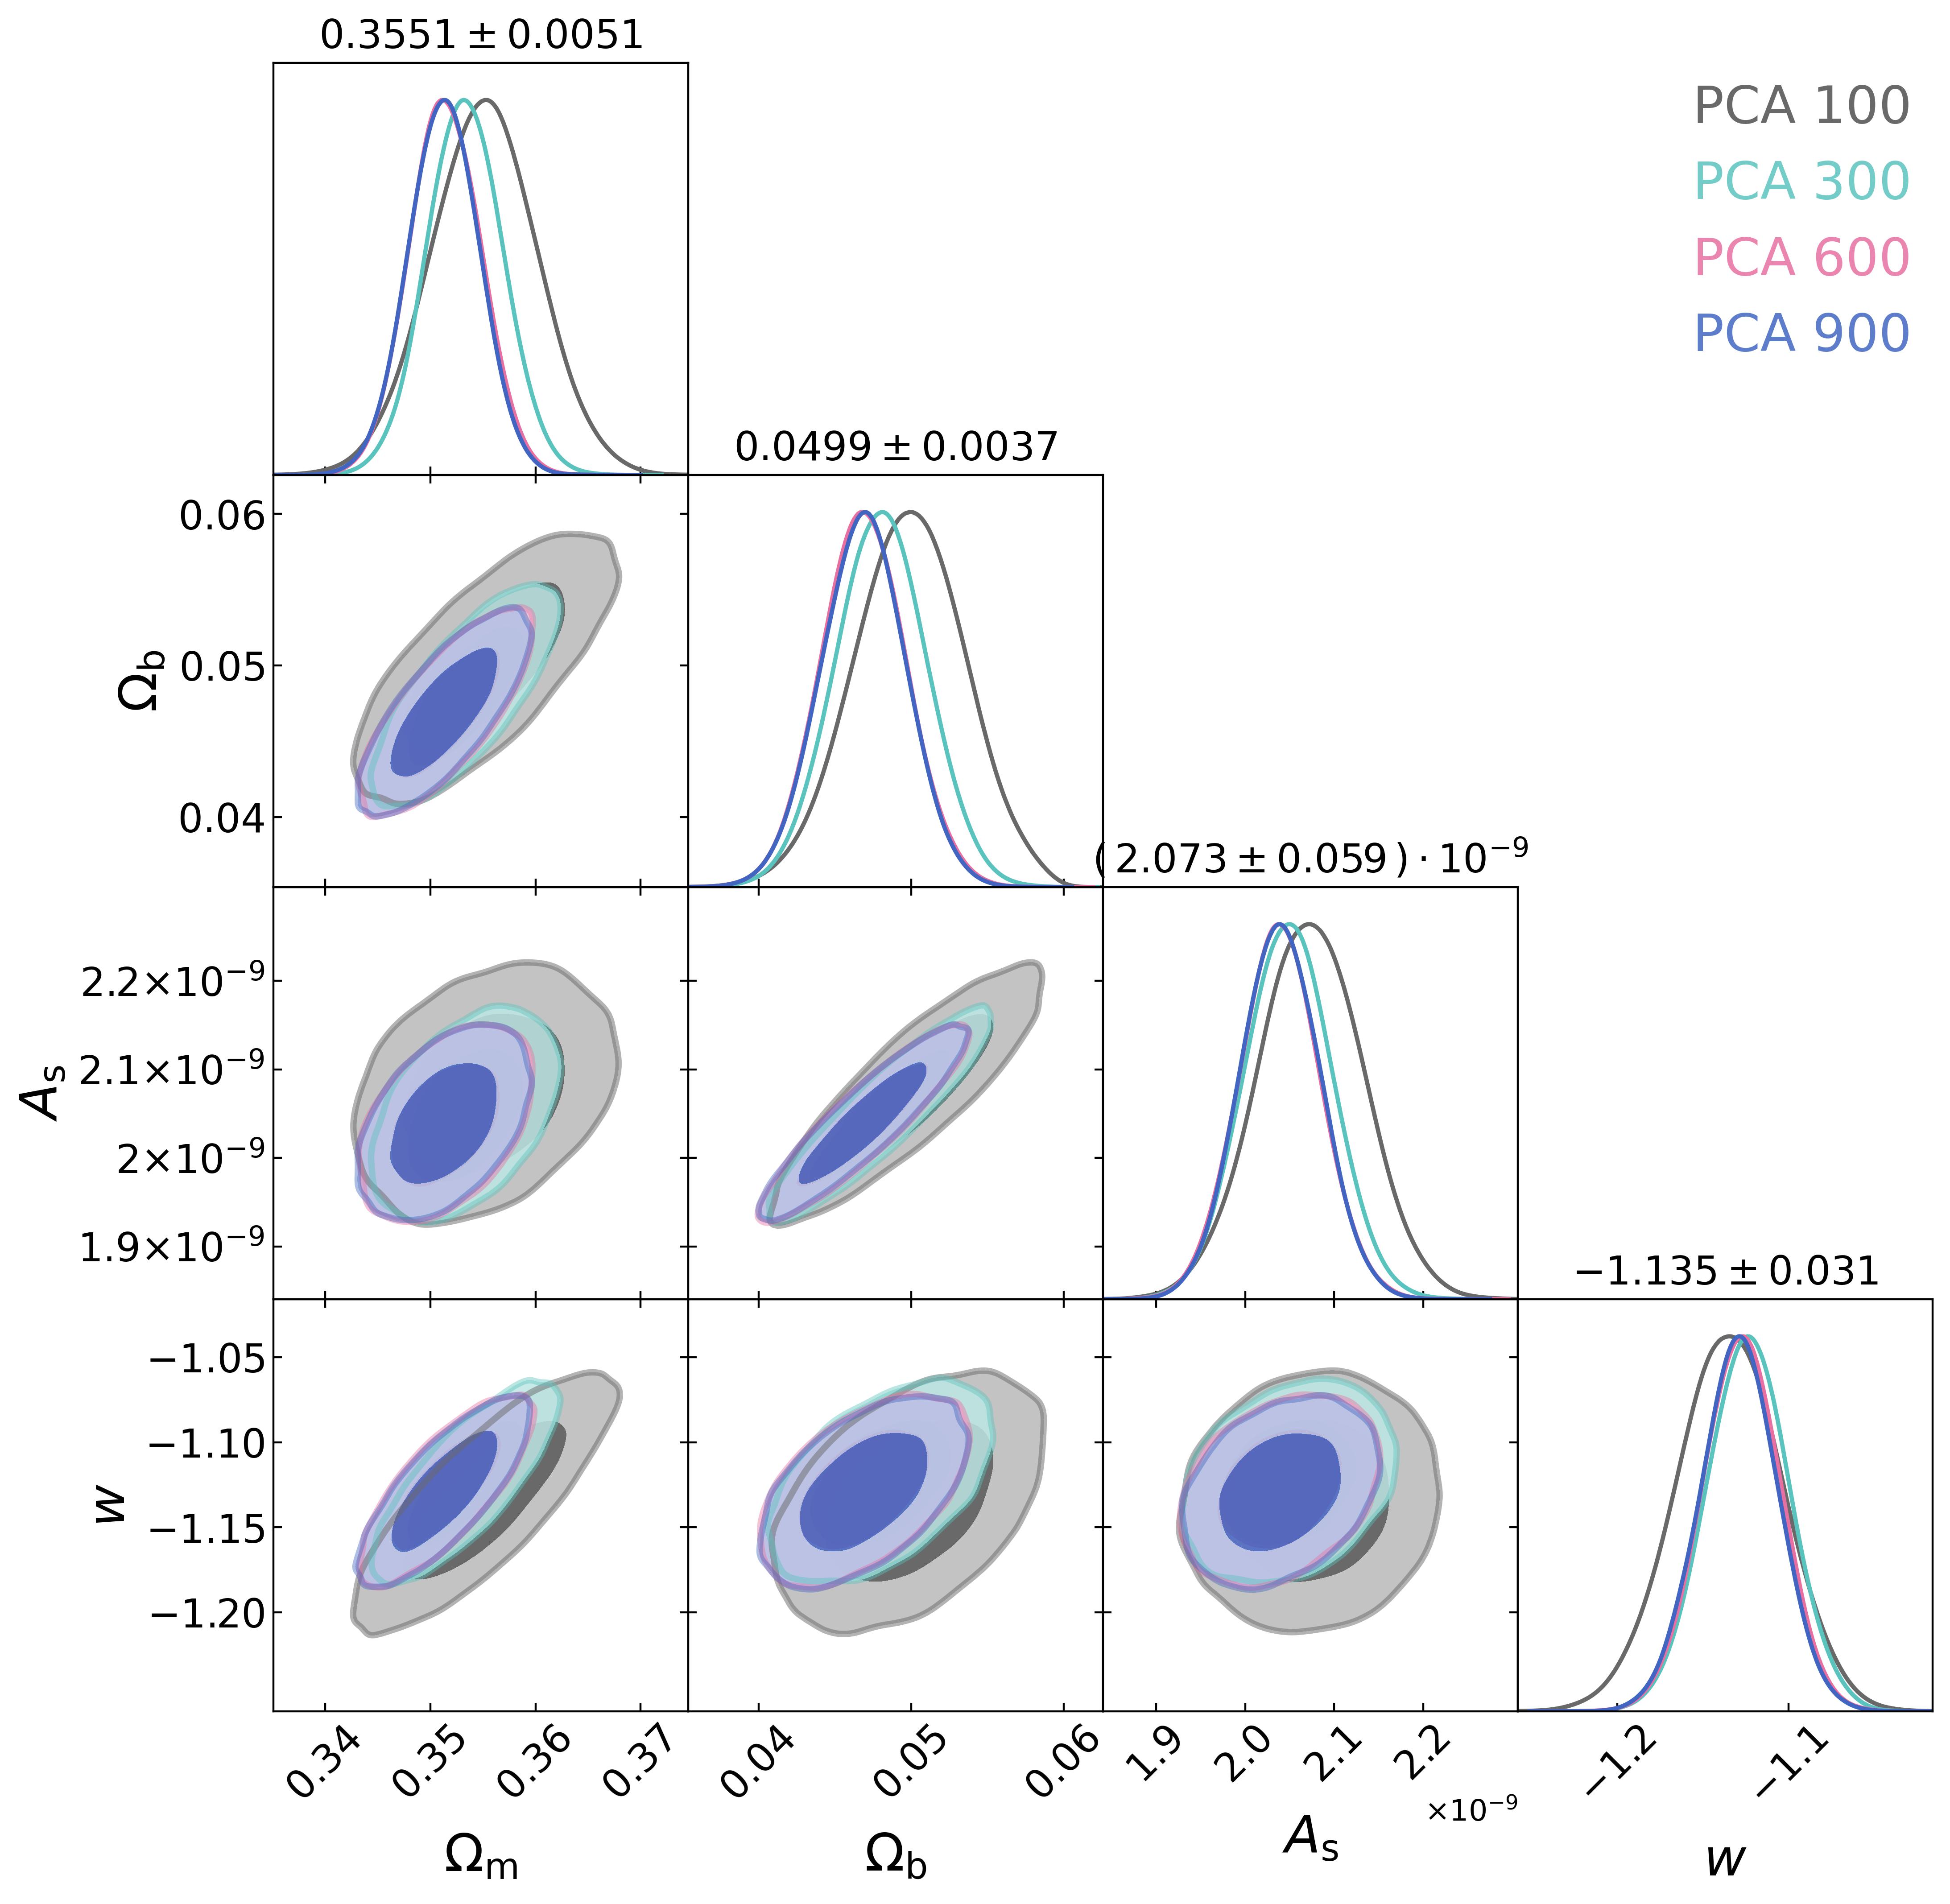 0.3551 ± 0.0051
PCA 100
PCA 300
PCA 600
PCA 900
0.0499 ± 0.0037
0.06
0.05
0.04
Ω_b
(2.073 ± 0.059) · 10⁻⁹
2.2×10⁻⁹
2.1×10⁻⁹
2×10⁻⁹
1.9×10⁻⁹
A_s
−1.135 ± 0.031
−1.05
−1.10
−1.15
−1.20
w
0.34 0.35 0.36 0.37 0.04 0.05 0.06 1.9 2.0 2.1 2.2 −1.2 −1.1
×10⁻⁹
Ω_m Ω_b A_s w